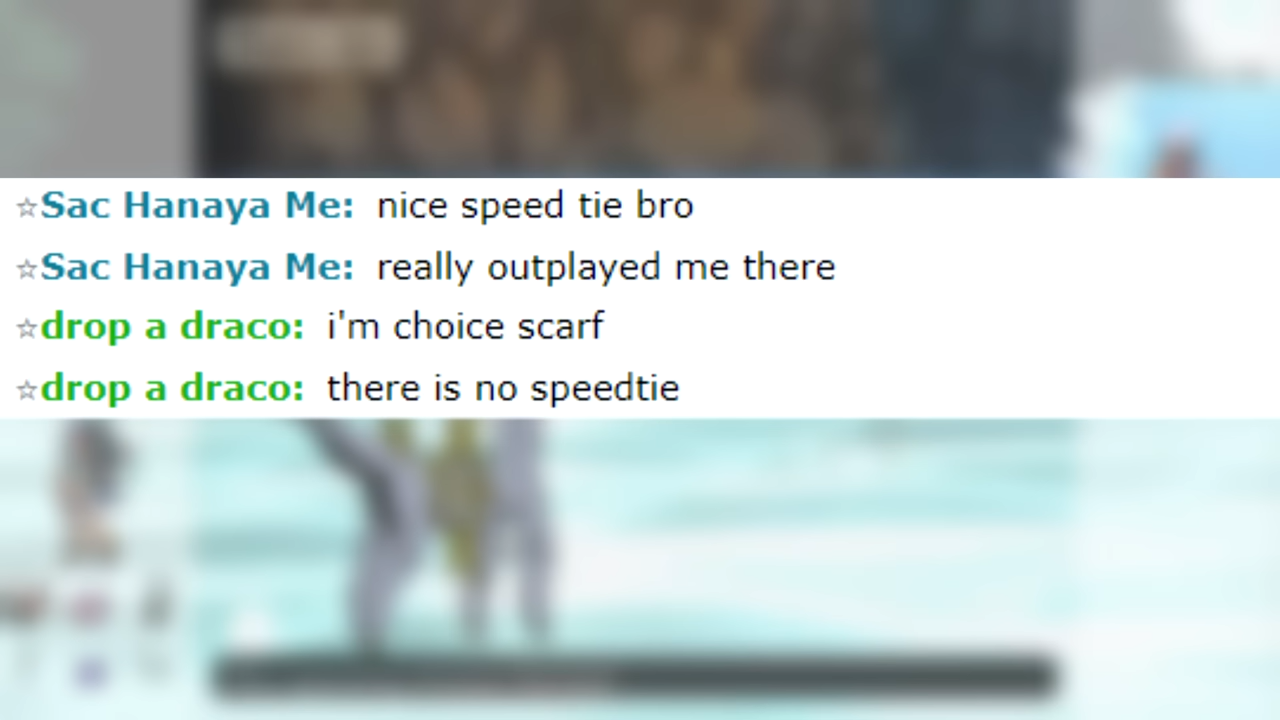 ☆Sac Hanaya Me: nice speed tie bro
☆Sac Hanaya Me: really outplayed me there
☆drop a draco: i'm choice scarf
☆drop a draco: there is no speedtie